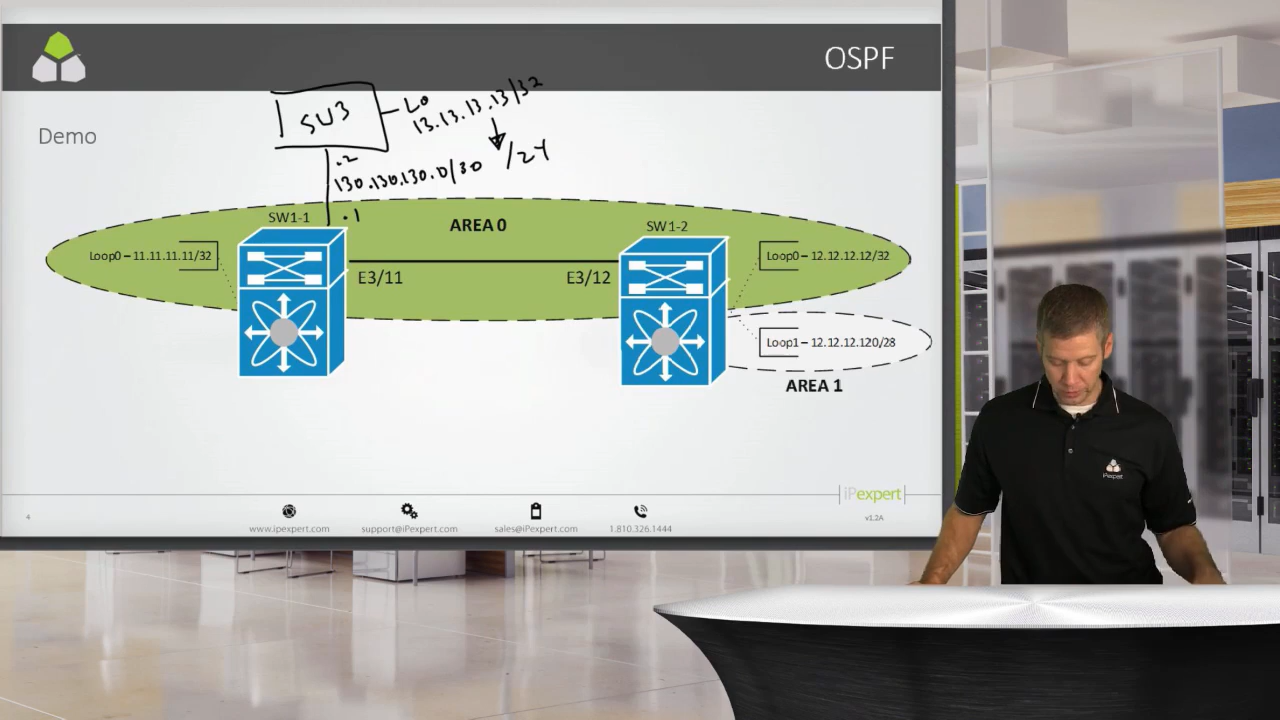 OSPF
Demo
SW3
L0
13.13.13.13/32
/24
.2
130.130.130.0/30
.1
SW1-1
AREA 0
SW1-2
Loop0 – 11.11.11.11/32
E3/11
E3/12
Loop0 – 12.12.12.12/32
Loop1 – 12.12.12.120/28
AREA 1
iPexpert
4
www.ipexpert.com
support@iPexpert.com
sales@iPexpert.com
1.810.326.1444
v1.2A
iPexpert